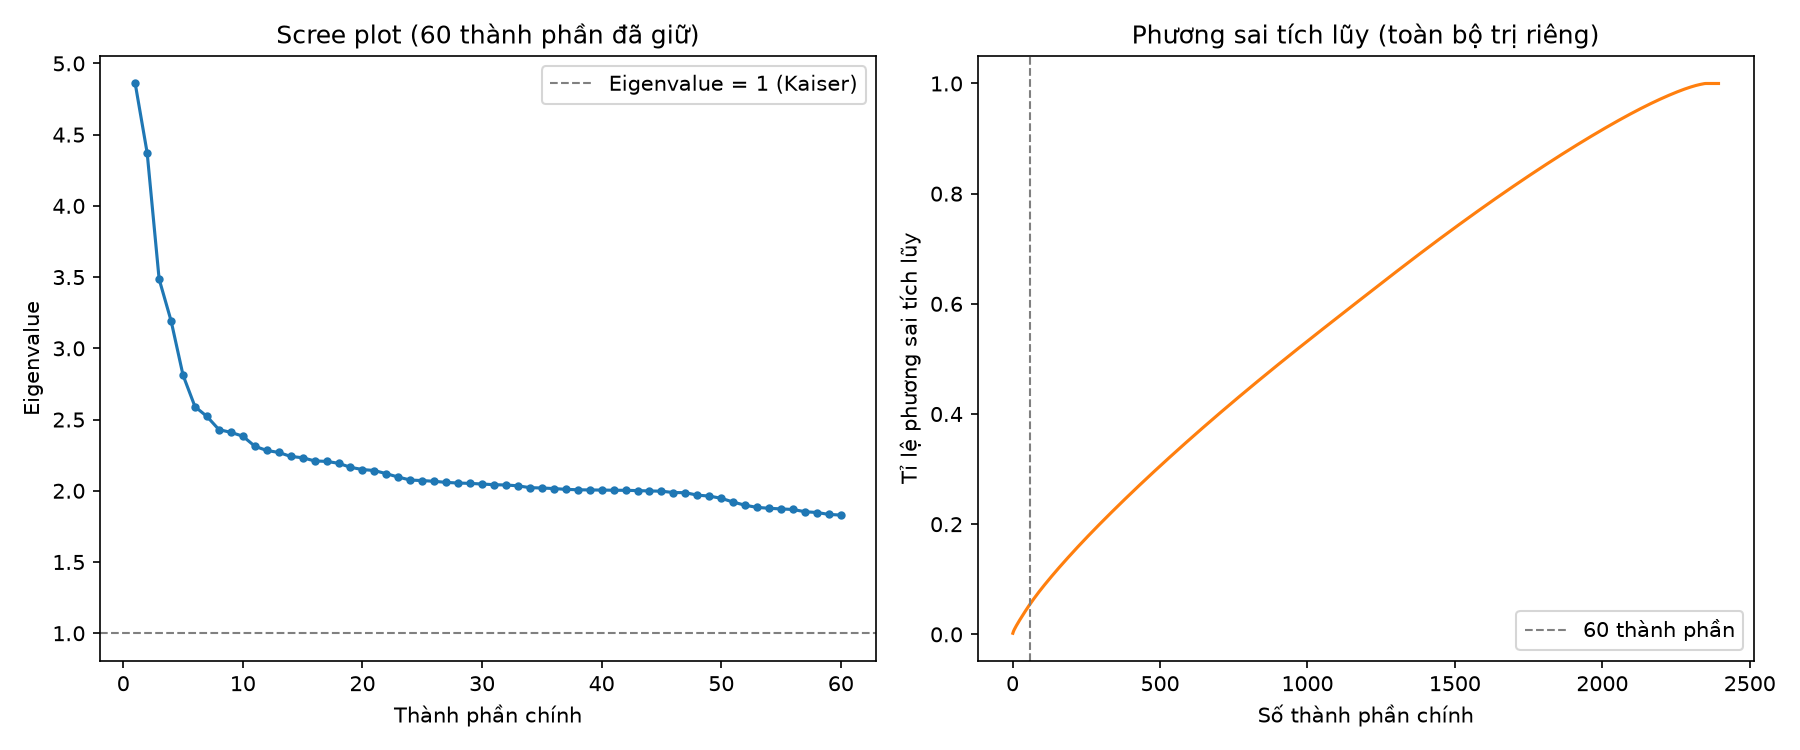 Scree plot (60 thành phần đã giữ)
Eigenvalue = 1 (Kaiser)
5.0
4.5
4.0
3.5
3.0
2.5
2.0
1.5
1.0
Eigenvalue
0 10 20 30 40 50 60
Thành phần chính
Phương sai tích lũy (toàn bộ trị riêng)
1.0
0.8
0.6
0.4
0.2
0.0
Tỉ lệ phương sai tích lũy
60 thành phần
0 500 1000 1500 2000 2500
Số thành phần chính